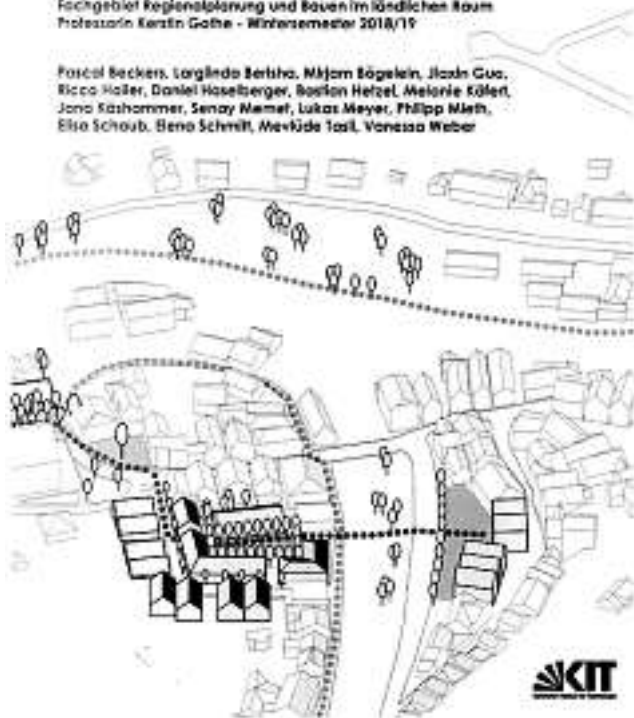 Fachgebiet Regionalplanung und Bauen im ländlichen Raum
Professorin Kerstin Gothe - Wintersemester 2018/19
Pascal Beckers, Larglinda Berisha, Mirjam Bögelein, Jiaxin Guo,
Ricco Haller, Daniel Haselberger, Bastian Hetzel, Melanie Käfert,
Jana Käshammer, Senay Memet, Lukas Meyer, Philipp Mieth,
Elisa Schaub, Elena Schmitt, Mevlüde Tasli, Vanessa Weber
KIT